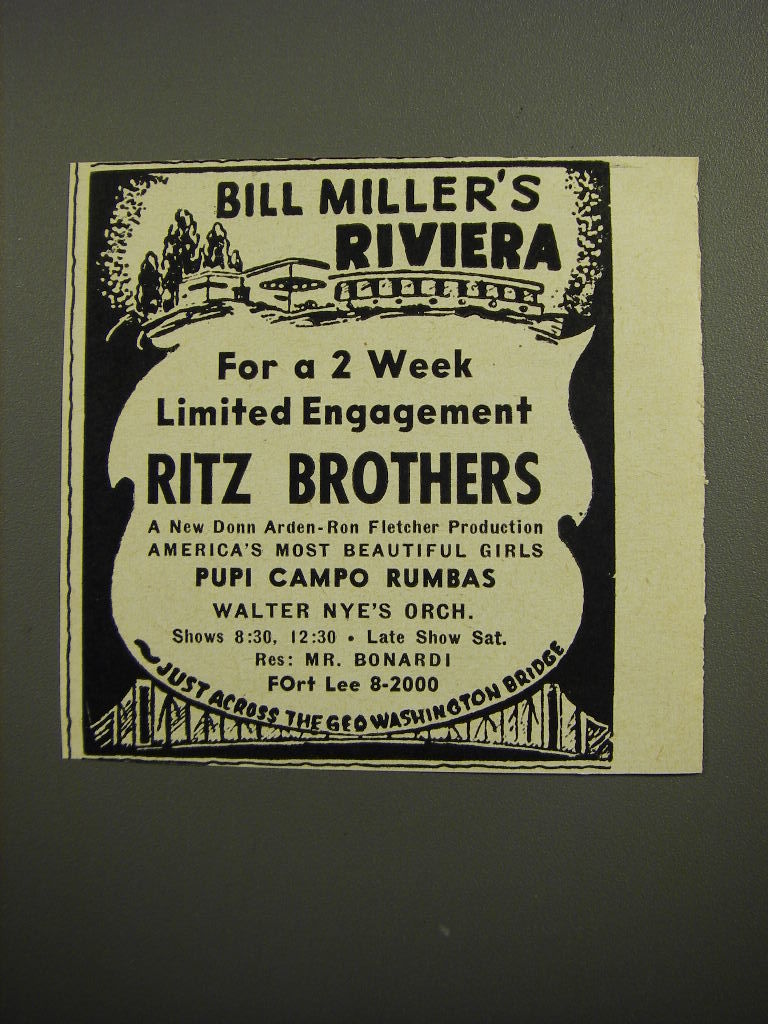 BILL MILLER'S
RIVIERA
For a 2 Week
Limited Engagement
RITZ BROTHERS
A New Donn Arden-Ron Fletcher Production
AMERICA'S MOST BEAUTIFUL GIRLS
PUPI CAMPO RUMBAS
WALTER NYE'S ORCH.
Shows 8:30, 12:30 • Late Show Sat.
Res: MR. BONARDI
FOrt Lee 8-2000
~JUST ACROSS THE GEO WASHINGTON BRIDGE